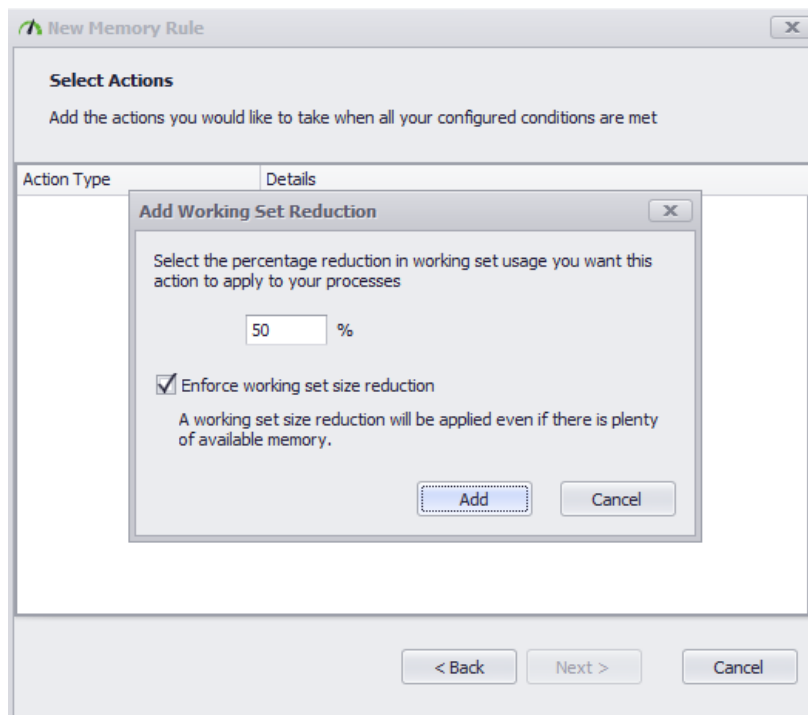 New Memory Rule
Select Actions
Add the actions you would like to take when all your configured conditions are met
Action Type Details
Add Working Set Reduction
Select the percentage reduction in working set usage you want this
action to apply to your processes
50 %
Enforce working set size reduction
A working set size reduction will be applied even if there is plenty
of available memory.
Add Cancel
< Back Next > Cancel